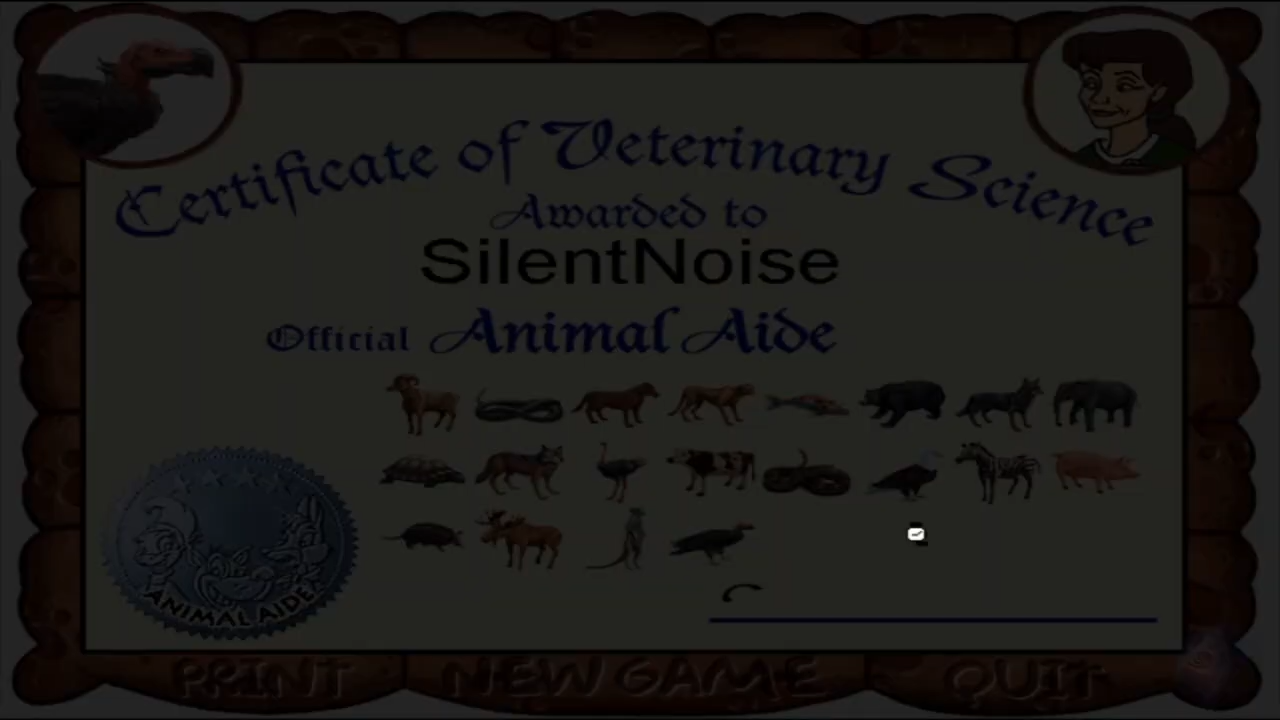 Certificate of Veterinary Science
Awarded to
SilentNoise
Official Animal Aide
ANIMAL AIDE
PRINT NEW GAME QUIT